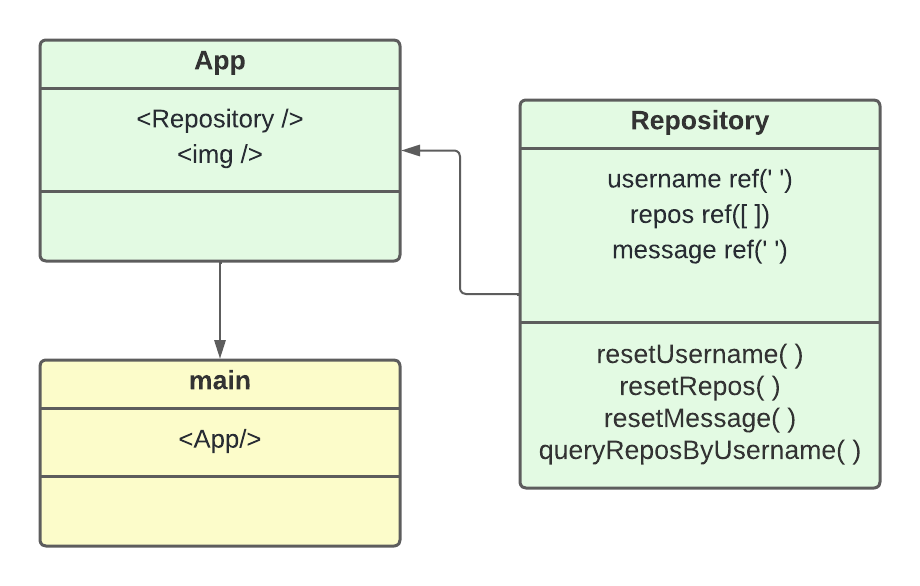 App
<Repository />
<img />
main
<App/>
Repository
username ref(' ')
repos ref([ ])
message ref(' ')
resetUsername( )
resetRepos( )
resetMessage( )
queryReposByUsername( )